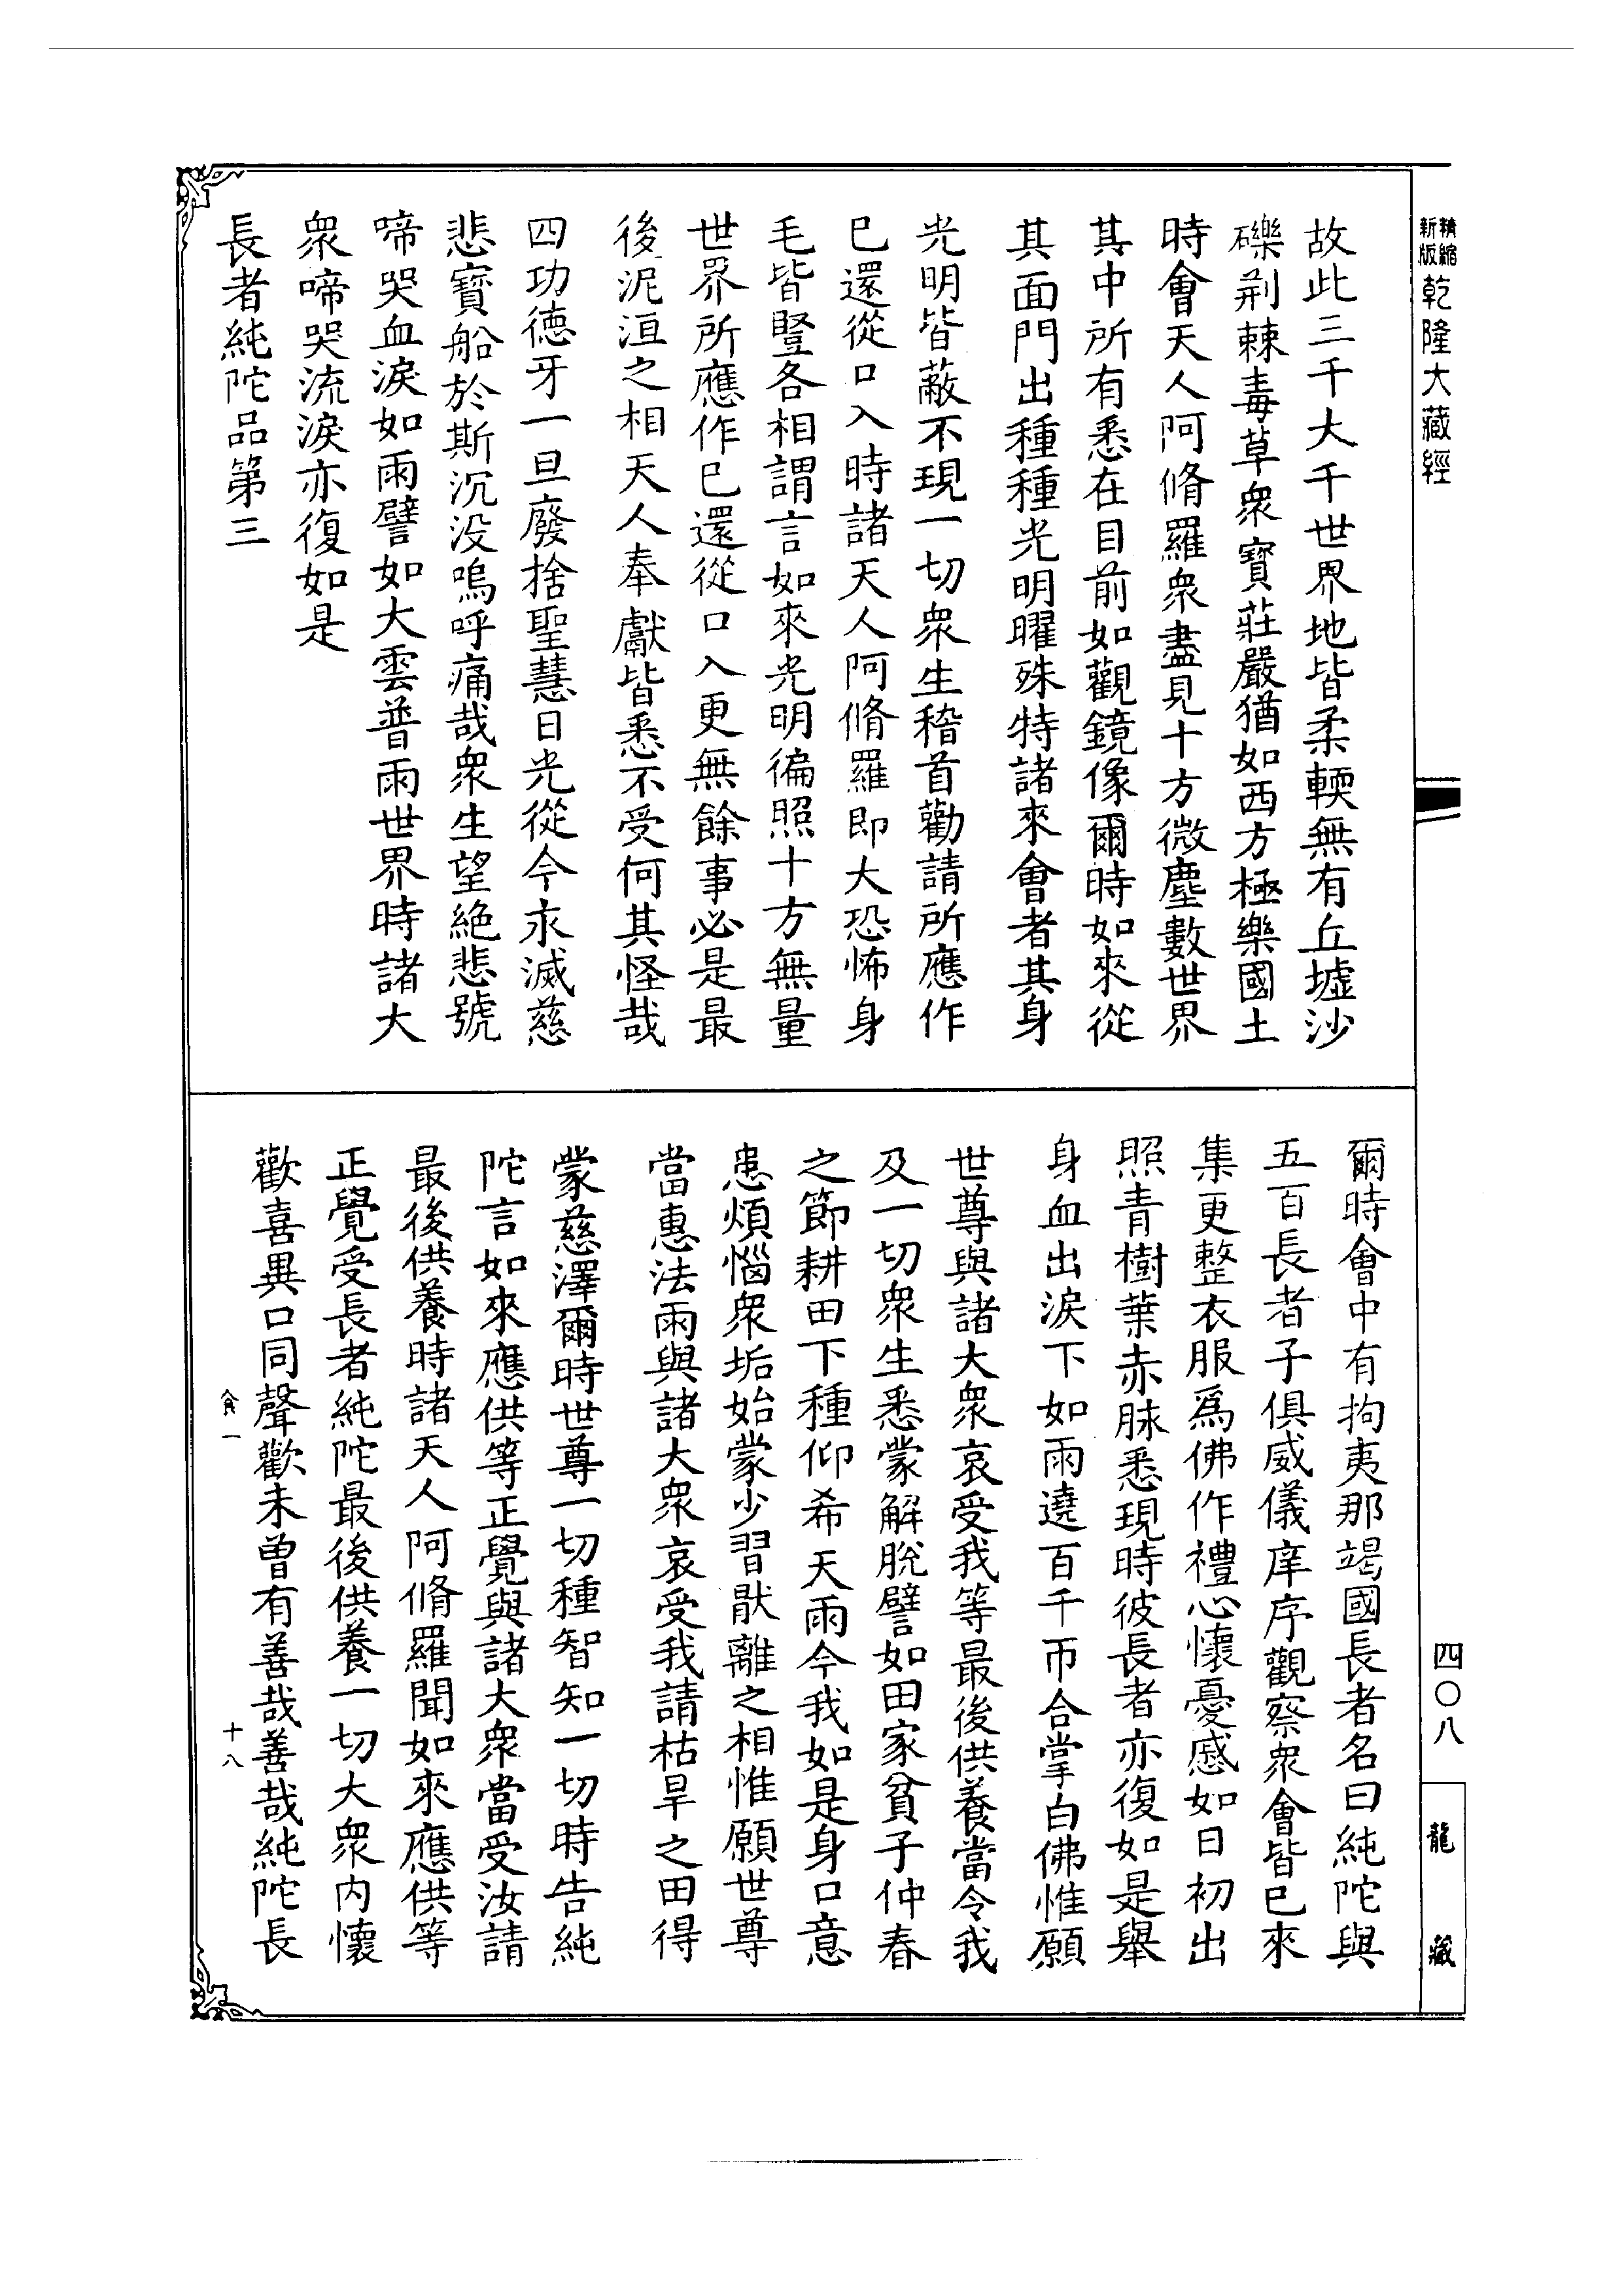 精縮
新版
乾隆大藏經
故此三千大千世界地皆柔輭無有丘墟沙
礫荆棘毒草衆寶莊嚴猶如西方極樂國土
時會天人阿脩羅衆盡見十方微塵數世界
其中所有悉在目前如觀鏡像爾時如來從
其面門出種種光明曜殊特諸來會者其身
光明皆蔽不現一切衆生稽首勸請所應作
已還從口入時諸天人阿脩羅即大恐怖身
毛皆豎各相謂言如來光明徧照十方無量
世界所應作已還從口入更無餘事必是最
後泥洹之相天人奉獻皆悉不受何其怪哉
四功德牙一旦廢捨聖慧日光從今永滅慈
悲寶船於斯沉没嗚呼痛哉衆生望絶悲號
啼哭血淚如雨譬如大雲普雨世界時諸大
衆啼哭流淚亦復如是
長者純陀品第三
爾時會中有拘夷那竭國長者名曰純陀與
五百長者子俱威儀庠序觀察衆會皆已來
集更整衣服爲佛作禮心懷憂慼如日初出
照青樹葉赤脉悉現時彼長者亦復如是舉
身血出淚下如雨遶百千帀合掌白佛惟願
世尊與諸大衆哀受我等最後供養當令我
及一切衆生悉蒙解脫譬如田家貧子仲春
之節耕田下種仰希天雨今我如是身口意
患煩惱衆垢始蒙少習厭離之相惟願世尊
當惠法雨與諸大衆哀受我請枯旱之田得
蒙慈澤爾時世尊一切種智知一切時告純
陀言如來應供等正覺與諸大衆當受汝請
最後供養時諸天人阿脩羅聞如來應供等
正覺受長者純陀最後供養一切大衆内懷
歡喜異口同聲歡未曾有善哉善哉純陀長
食一
十八
四〇八
龍藏